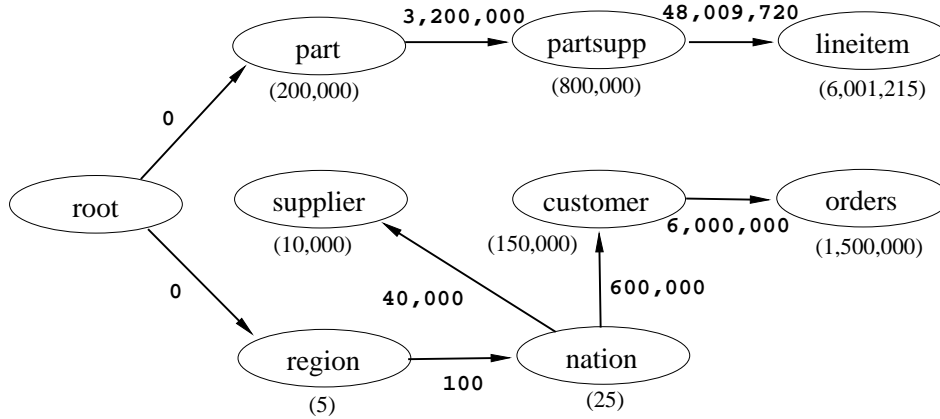 3,200,000
48,009,720
part
partsupp
lineitem
(200,000)
(800,000)
(6,001,215)
0
root
supplier
customer
orders
(10,000)
(150,000)
6,000,000
(1,500,000)
0
40,000
600,000
region
nation
100
(5)
(25)